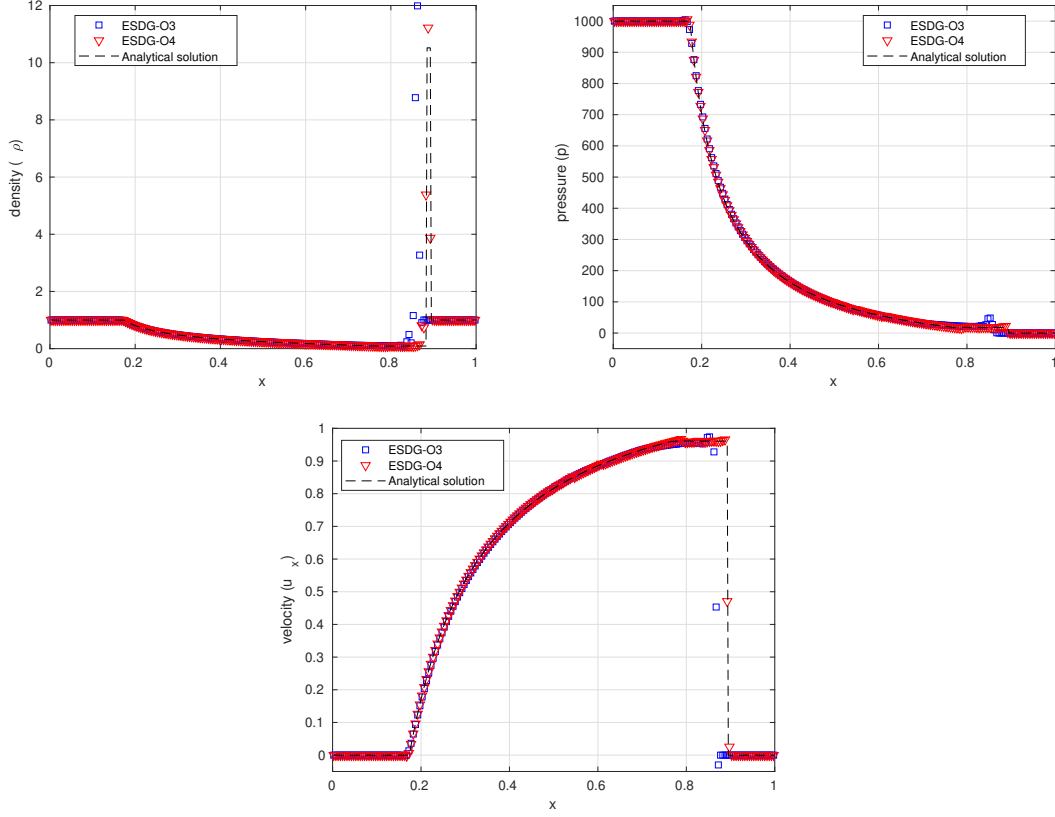 12
10
8
6
4
2
0
density ( ρ)
ESDG-O3
ESDG-O4
Analytical solution
0 0.2 0.4 0.6 0.8 1
x
1000
900
800
700
600
500
400
300
200
100
0
pressure (p)
ESDG-O3
ESDG-O4
Analytical solution
0 0.2 0.4 0.6 0.8 1
x
1
0.9
0.8
0.7
0.6
0.5
0.4
0.3
0.2
0.1
0
velocity (u x)
ESDG-O3
ESDG-O4
Analytical solution
0 0.2 0.4 0.6 0.8 1
x